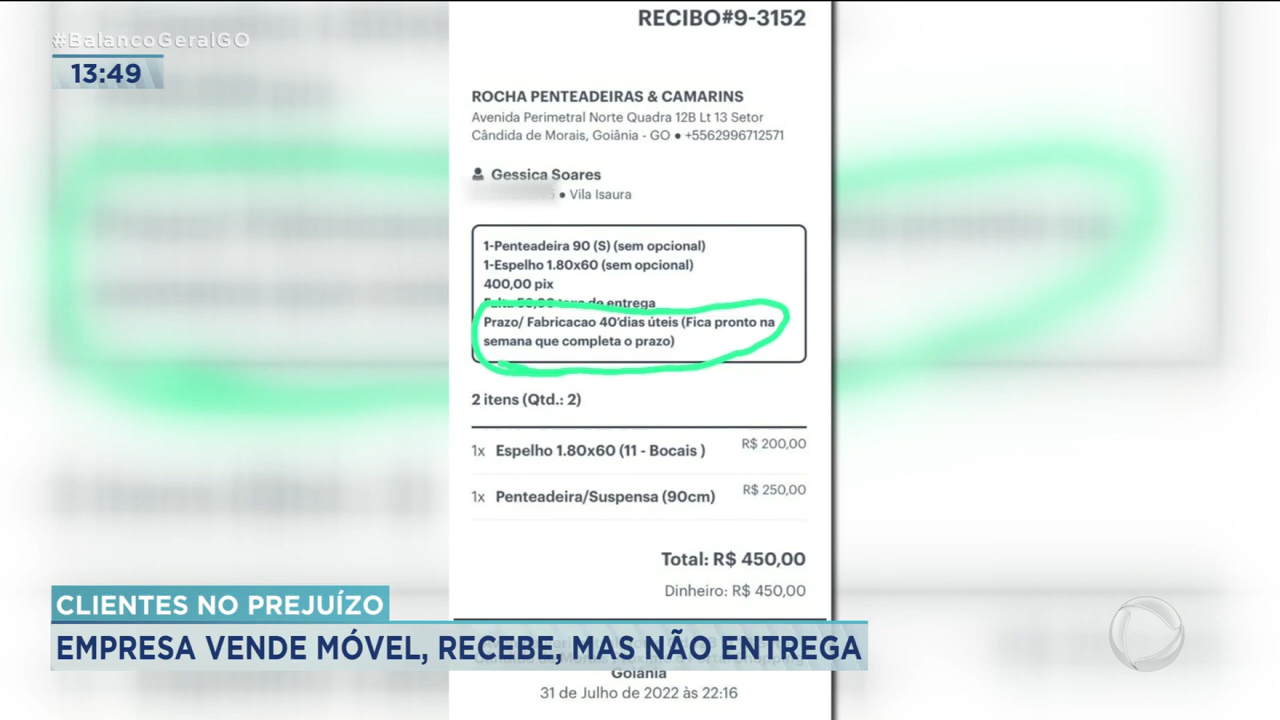 #BalancoGeralGO
13:49
RECIBO#9-3152
ROCHA PENTEADEIRAS & CAMARINS
Avenida Perimetral Norte Quadra 12B Lt 13 Setor
Cândida de Morais, Goiânia - GO ● +5562996712571
Gessica Soares
● Vila Isaura
1-Penteadeira 90 (S) (sem opcional)
1-Espelho 1.80x60 (sem opcional)
400,00 pix
Falta 50,00 taxa de entrega
Prazo/ Fabricacao 40'dias úteis (Fica pronto na
semana que completa o prazo)
2 itens (Qtd.: 2)
1x Espelho 1.80x60 (11 - Bocais ) R$ 200,00
1x Penteadeira/Suspensa (90cm) R$ 250,00
Total: R$ 450,00
Dinheiro: R$ 450,00
CLIENTES NO PREJUÍZO
EMPRESA VENDE MÓVEL, RECEBE, MAS NÃO ENTREGA
Goiânia
31 de Julho de 2022 às 22:16